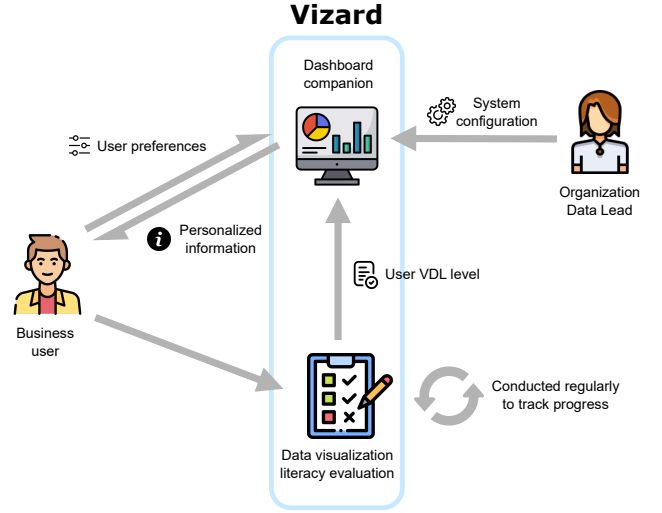 Vizard
Dashboard
companion
System
configuration
User preferences
Organization
Data Lead
Personalized
information
i
User VDL level
Business
user
Conducted regularly
to track progress
Data visualization
literacy evaluation